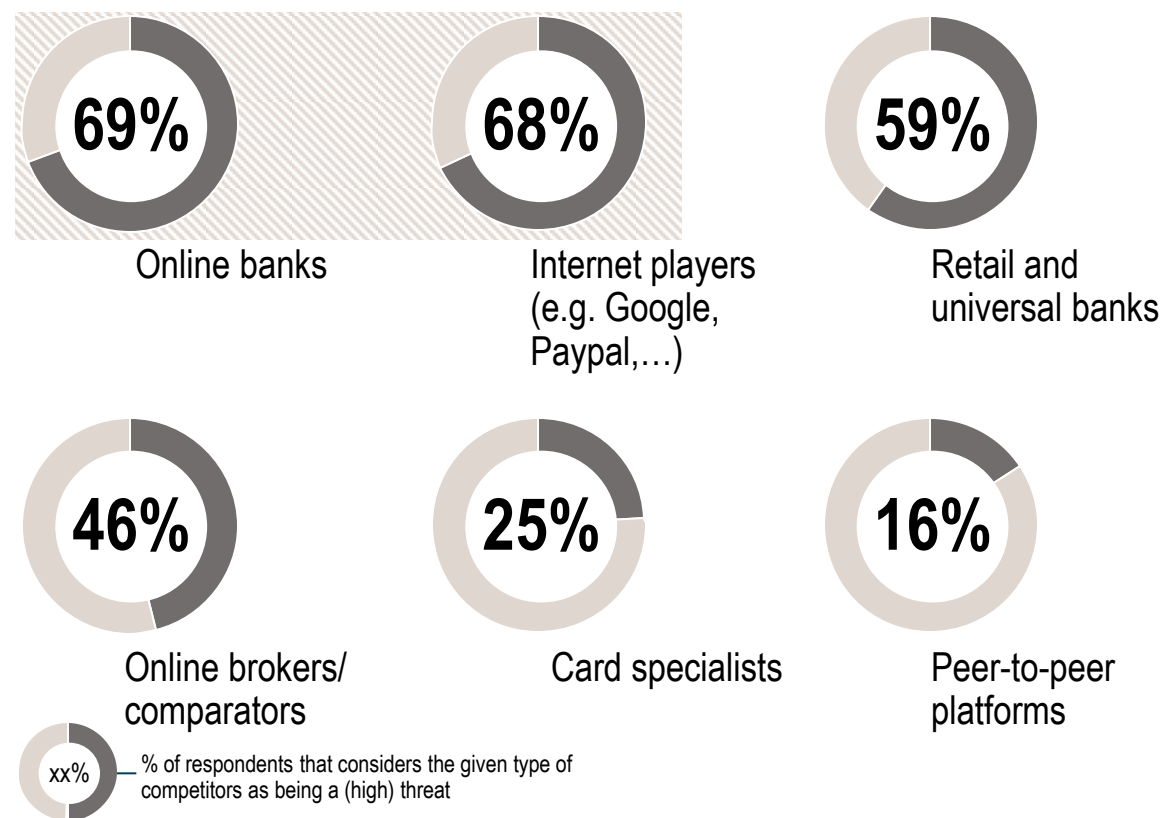 69%
68%
59%
Online banks
Internet players
(e.g. Google,
Paypal,…)
Retail and
universal banks
46%
25%
16%
Online brokers/
comparators
Card specialists
Peer-to-peer
platforms
xx%
% of respondents that considers the given type of
competitors as being a (high) threat